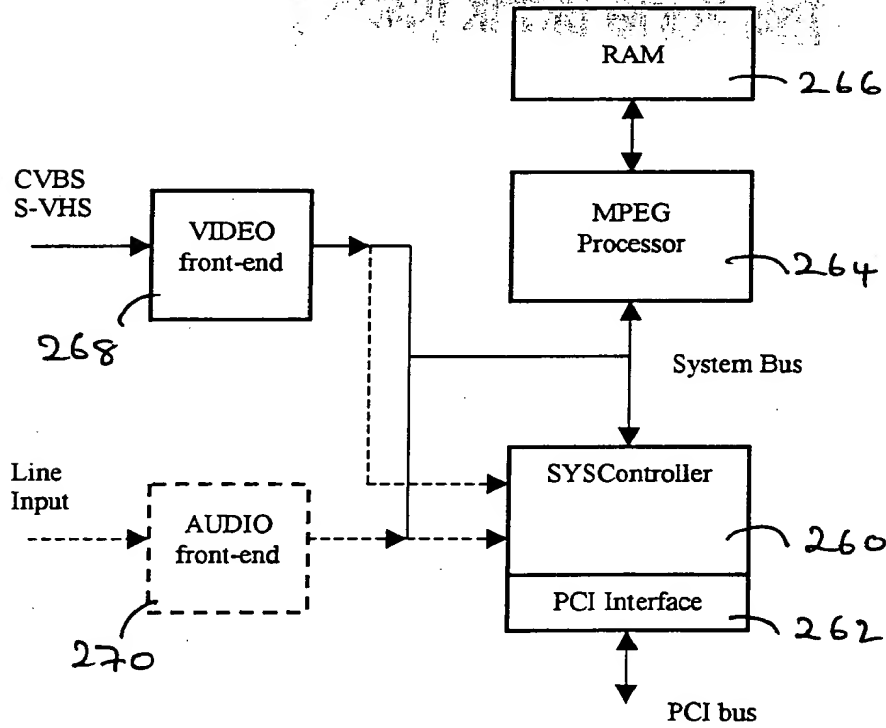 RAM
266
CVBS
S-VHS
VIDEO
front-end
268
MPEG
Processor
264
System Bus
Line
Input
AUDIO
front-end
270
SYSController
260
PCI Interface
262
PCI bus